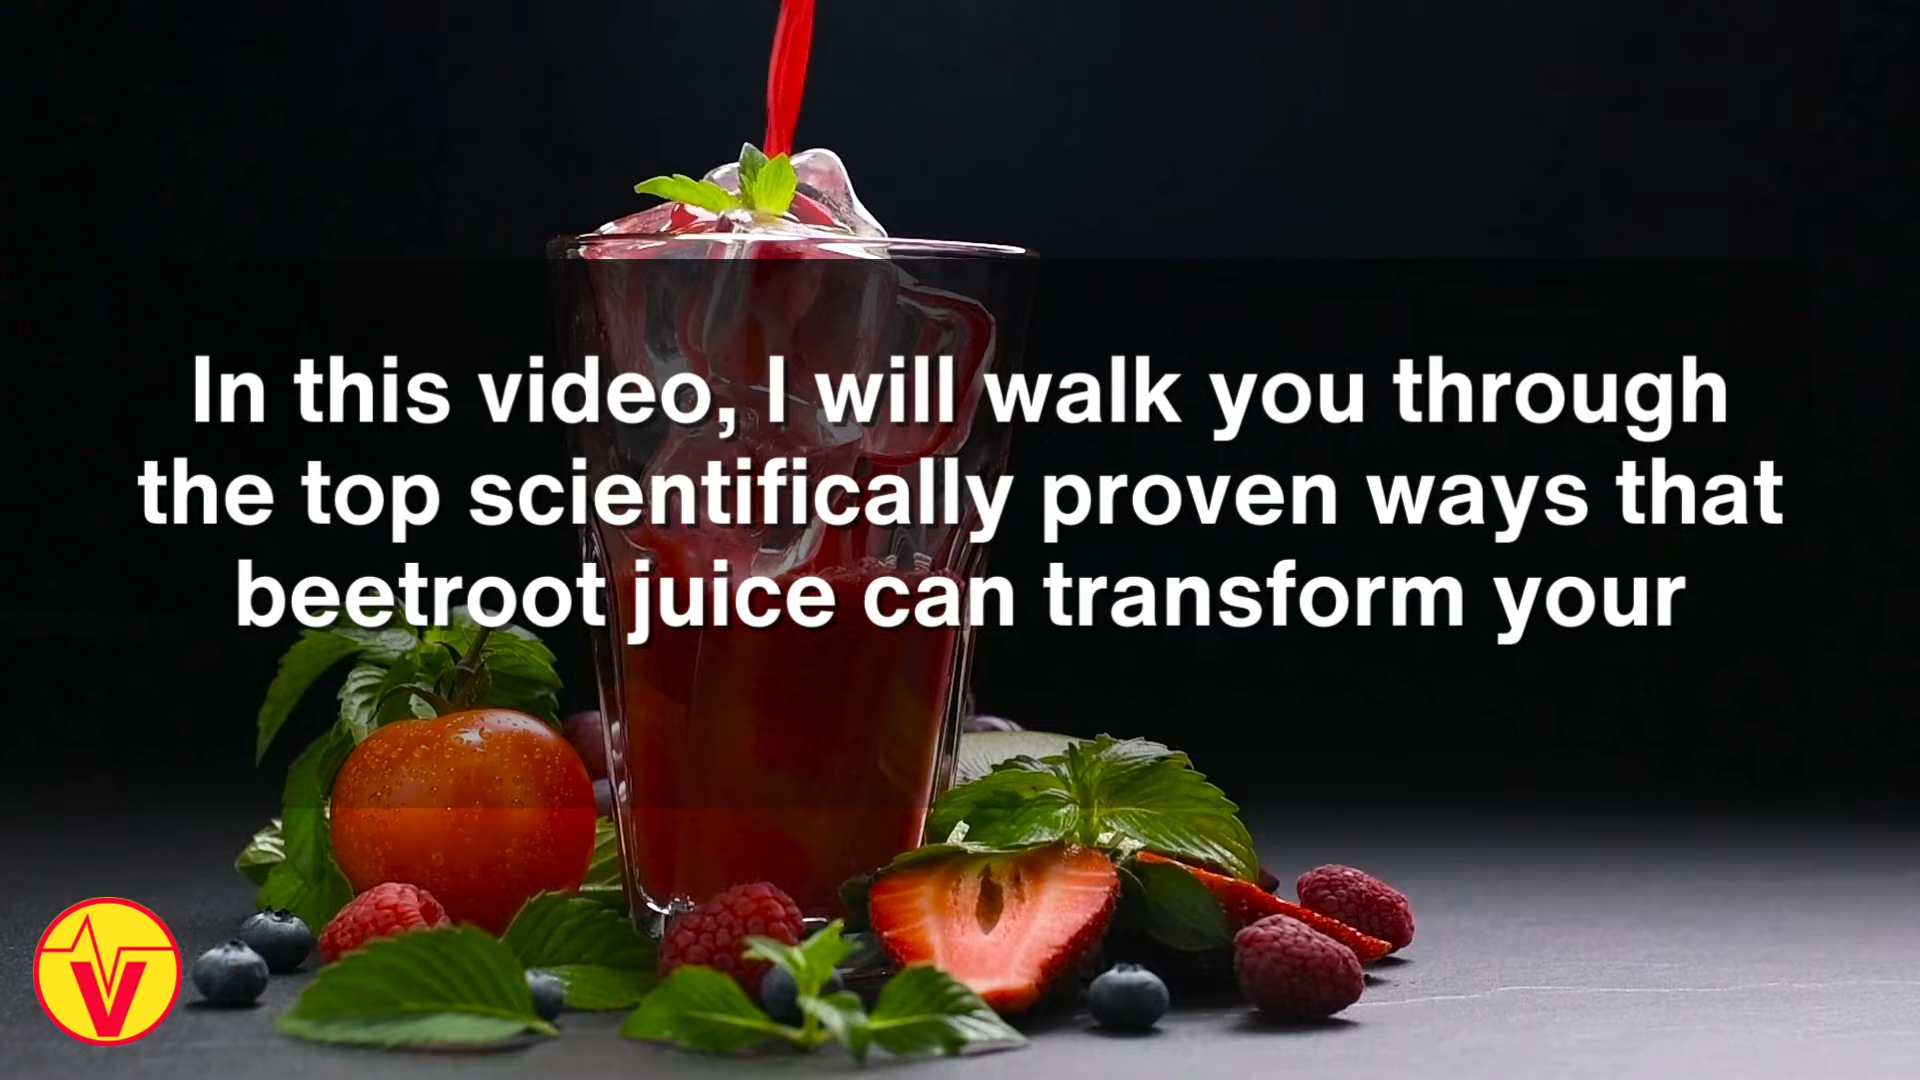 In this video, I will walk you through
the top scientifically proven ways that
beetroot juice can transform your
V